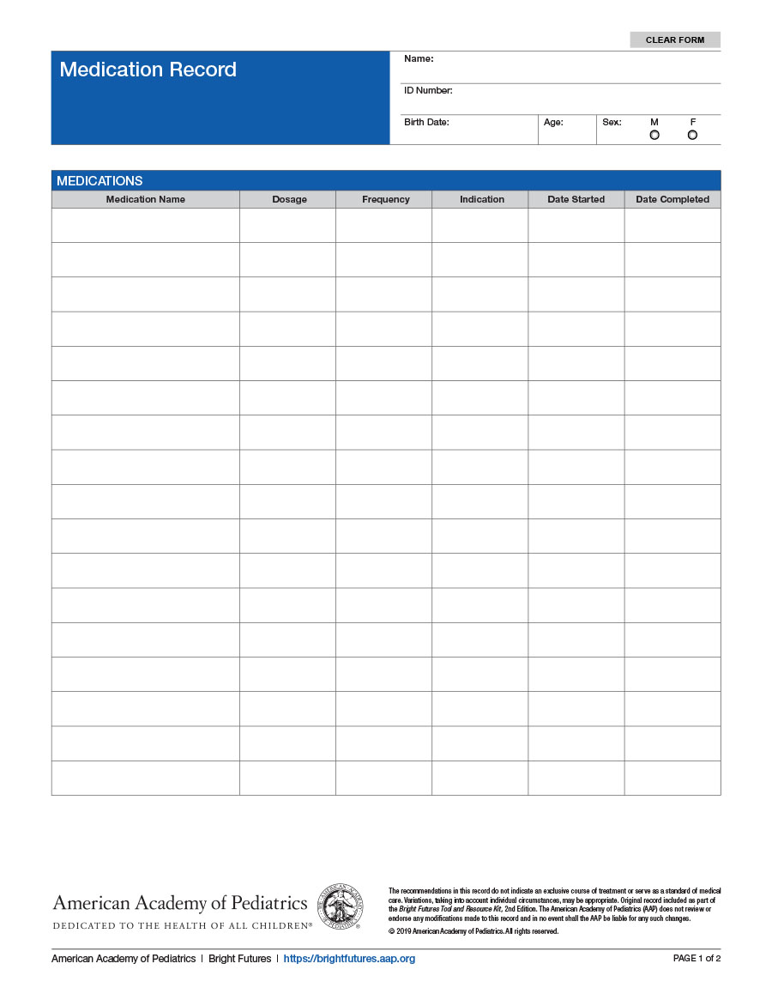 CLEAR FORM
Medication Record
Name:
ID Number:
Birth Date:
Age:
Sex:
M
F
MEDICATIONS
Medication Name
Dosage
Frequency
Indication
Date Started
Date Completed
The recommendations in this record do not indicate an exclusive course of treatment or serve as a standard of medical
care. Variations, taking into account individual circumstances, may be appropriate. Original record included as part of
the Bright Futures Tool and Resource Kit, 2nd Edition. The American Academy of Pediatrics (AAP) does not review or
endorse any modifications made to this record and in no event shall the AAP be liable for any such changes.
© 2019 American Academy of Pediatrics. All rights reserved.
American Academy of Pediatrics
DEDICATED TO THE HEALTH OF ALL CHILDREN®
American Academy of Pediatrics | Bright Futures | https://brightfutures.aap.org
PAGE 1 of 2